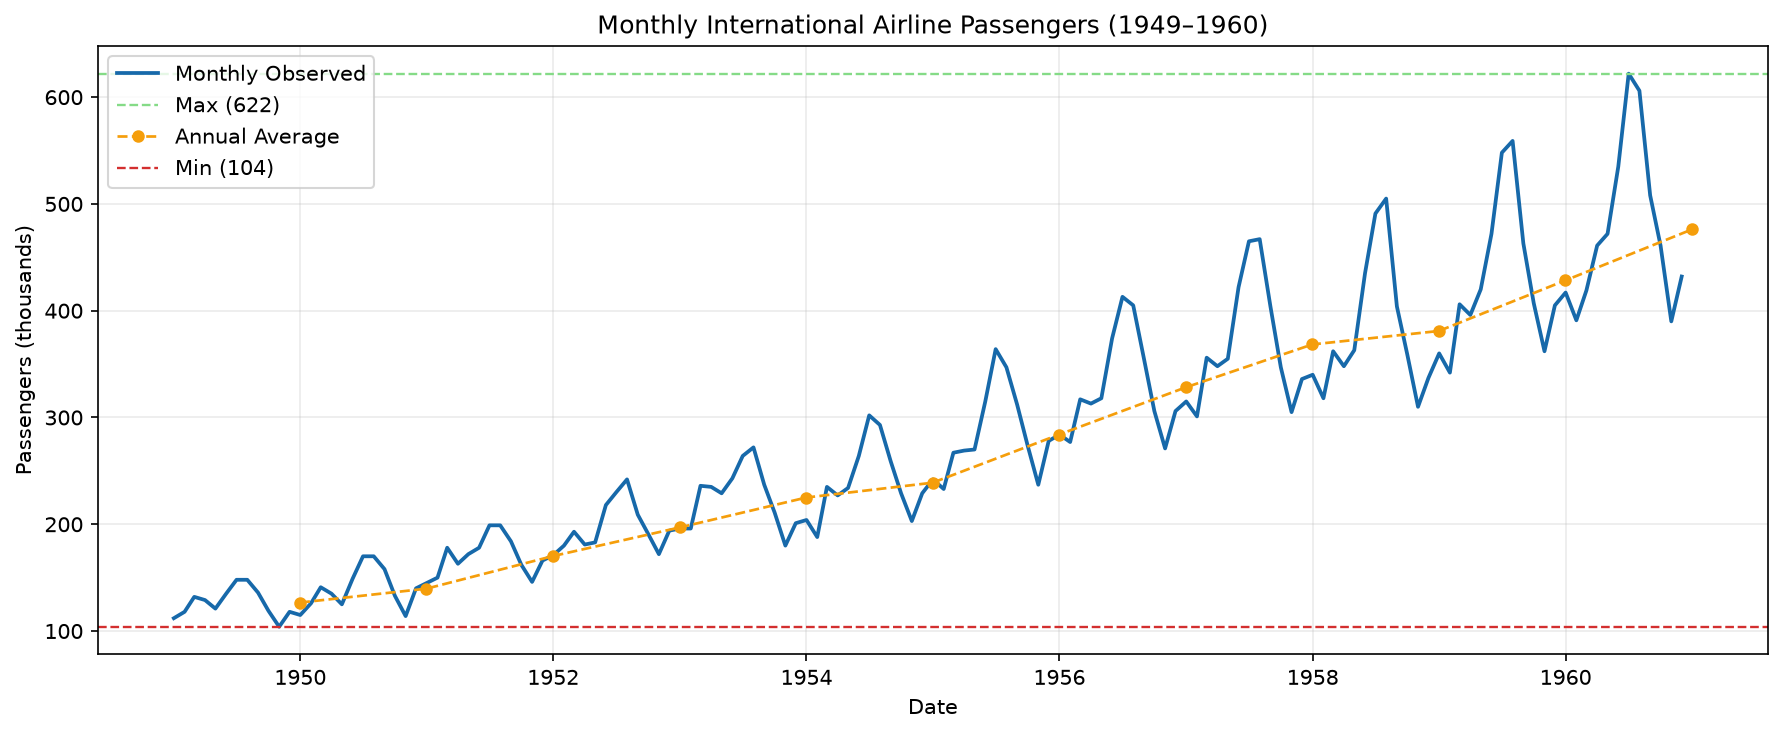 Monthly International Airline Passengers (1949–1960)
Monthly Observed
Max (622)
Annual Average
Min (104)
Passengers (thousands)
600
500
400
300
200
100
1950
1952
1954
1956
1958
1960
Date